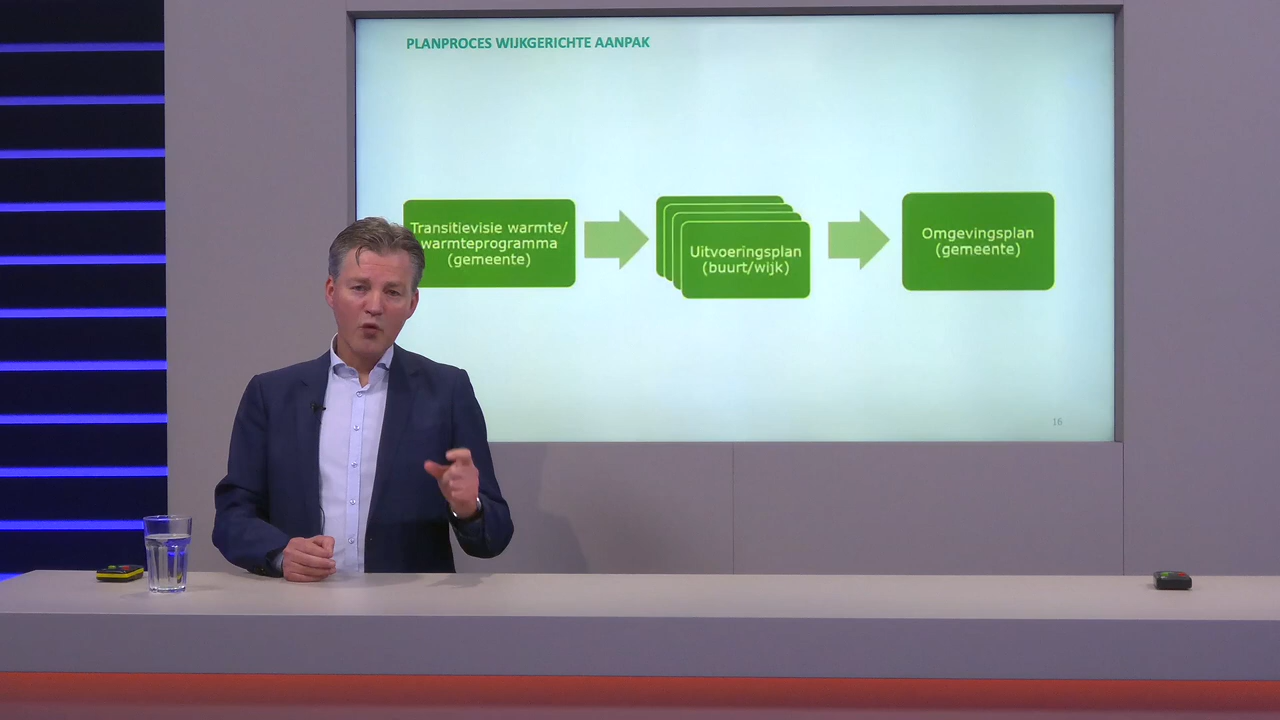 PLANPROCES WIJKGERICHTE AANPAK
Transitievisie warmte/
warmteprogramma
(gemeente)
Uitvoeringsplan
(buurt/wijk)
Omgevingsplan
(gemeente)
16